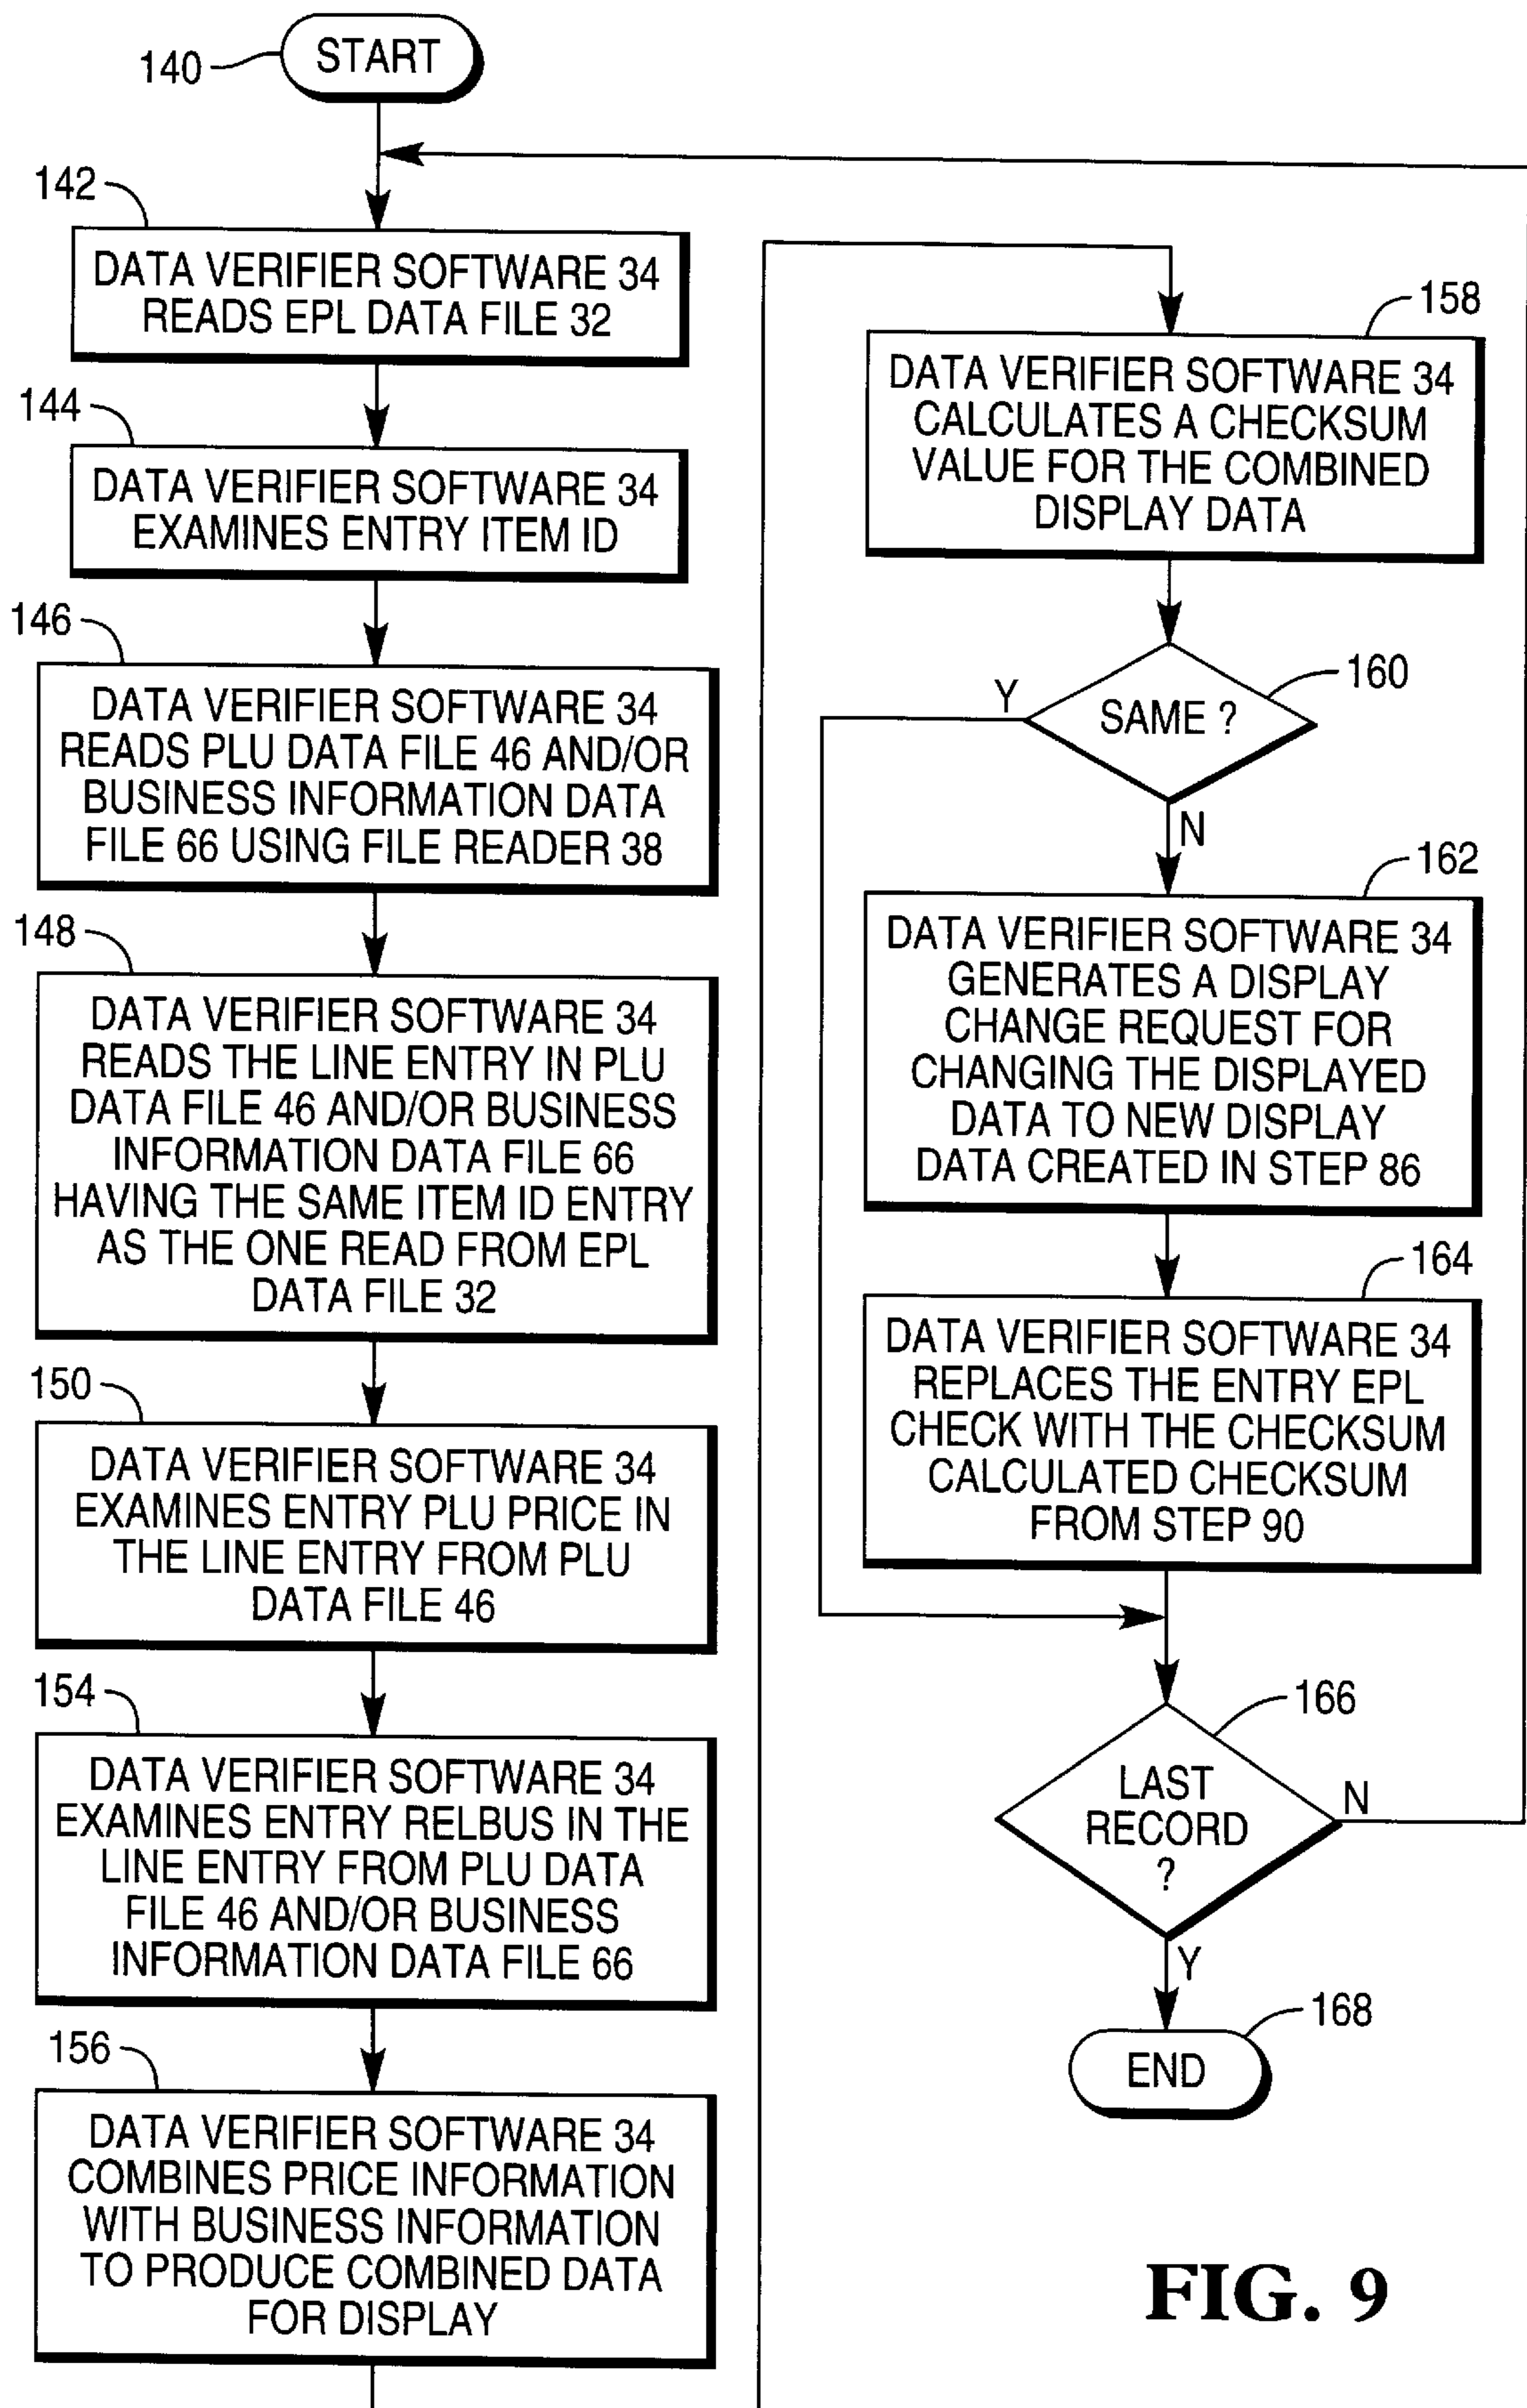 140
START
142
DATA VERIFIER SOFTWARE 34
READS EPL DATA FILE 32
144
DATA VERIFIER SOFTWARE 34
EXAMINES ENTRY ITEM ID
146
DATA VERIFIER SOFTWARE 34
READS PLU DATA FILE 46 AND/OR
BUSINESS INFORMATION DATA
FILE 66 USING FILE READER 38
148
DATA VERIFIER SOFTWARE 34
READS THE LINE ENTRY IN PLU
DATA FILE 46 AND/OR BUSINESS
INFORMATION DATA FILE 66
HAVING THE SAME ITEM ID ENTRY
AS THE ONE READ FROM EPL
DATA FILE 32
150
DATA VERIFIER SOFTWARE 34
EXAMINES ENTRY PLU PRICE IN
THE LINE ENTRY FROM PLU
DATA FILE 46
154
DATA VERIFIER SOFTWARE 34
EXAMINES ENTRY RELBUS IN THE
LINE ENTRY FROM PLU DATA
FILE 46 AND/OR BUSINESS
INFORMATION DATA FILE 66
156
DATA VERIFIER SOFTWARE 34
COMBINES PRICE INFORMATION
WITH BUSINESS INFORMATION
TO PRODUCE COMBINED DATA
FOR DISPLAY
158
DATA VERIFIER SOFTWARE 34
CALCULATES A CHECKSUM
VALUE FOR THE COMBINED
DISPLAY DATA
160
Y
SAME ?
N
162
DATA VERIFIER SOFTWARE 34
GENERATES A DISPLAY
CHANGE REQUEST FOR
CHANGING THE DISPLAYED
DATA TO NEW DISPLAY
DATA CREATED IN STEP 86
164
DATA VERIFIER SOFTWARE 34
REPLACES THE ENTRY EPL
CHECK WITH THE CHECKSUM
CALCULATED CHECKSUM
FROM STEP 90
166
LAST
RECORD
?
N
Y
168
END
FIG. 9